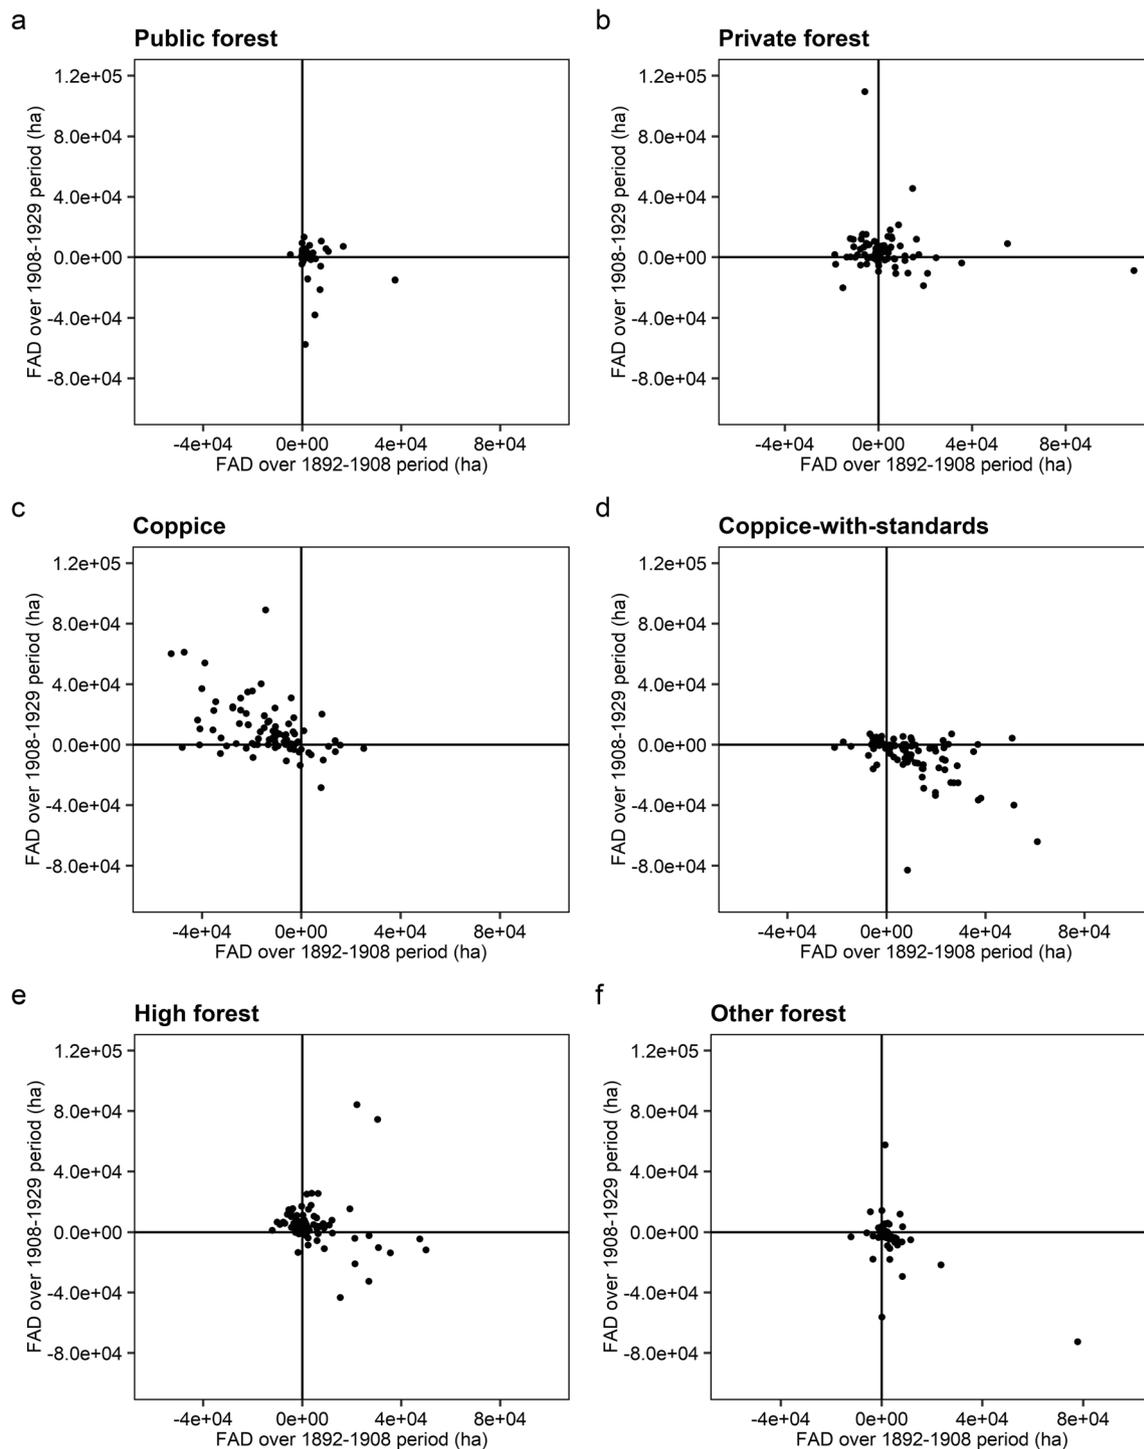 a
Public forest
1.2e+05
8.0e+04
4.0e+04
0.0e+00
-4.0e+04
-8.0e+04
FAD over 1908-1929 period (ha)
-4e+04 0e+00 4e+04 8e+04
FAD over 1892-1908 period (ha)
b
Private forest
1.2e+05
8.0e+04
4.0e+04
0.0e+00
-4.0e+04
-8.0e+04
FAD over 1908-1929 period (ha)
-4e+04 0e+00 4e+04 8e+04
FAD over 1892-1908 period (ha)
c
Coppice
1.2e+05
8.0e+04
4.0e+04
0.0e+00
-4.0e+04
-8.0e+04
FAD over 1908-1929 period (ha)
-4e+04 0e+00 4e+04 8e+04
FAD over 1892-1908 period (ha)
d
Coppice-with-standards
1.2e+05
8.0e+04
4.0e+04
0.0e+00
-4.0e+04
-8.0e+04
FAD over 1908-1929 period (ha)
-4e+04 0e+00 4e+04 8e+04
FAD over 1892-1908 period (ha)
e
High forest
1.2e+05
8.0e+04
4.0e+04
0.0e+00
-4.0e+04
-8.0e+04
FAD over 1908-1929 period (ha)
-4e+04 0e+00 4e+04 8e+04
FAD over 1892-1908 period (ha)
f
Other forest
1.2e+05
8.0e+04
4.0e+04
0.0e+00
-4.0e+04
-8.0e+04
FAD over 1908-1929 period (ha)
-4e+04 0e+00 4e+04 8e+04
FAD over 1892-1908 period (ha)